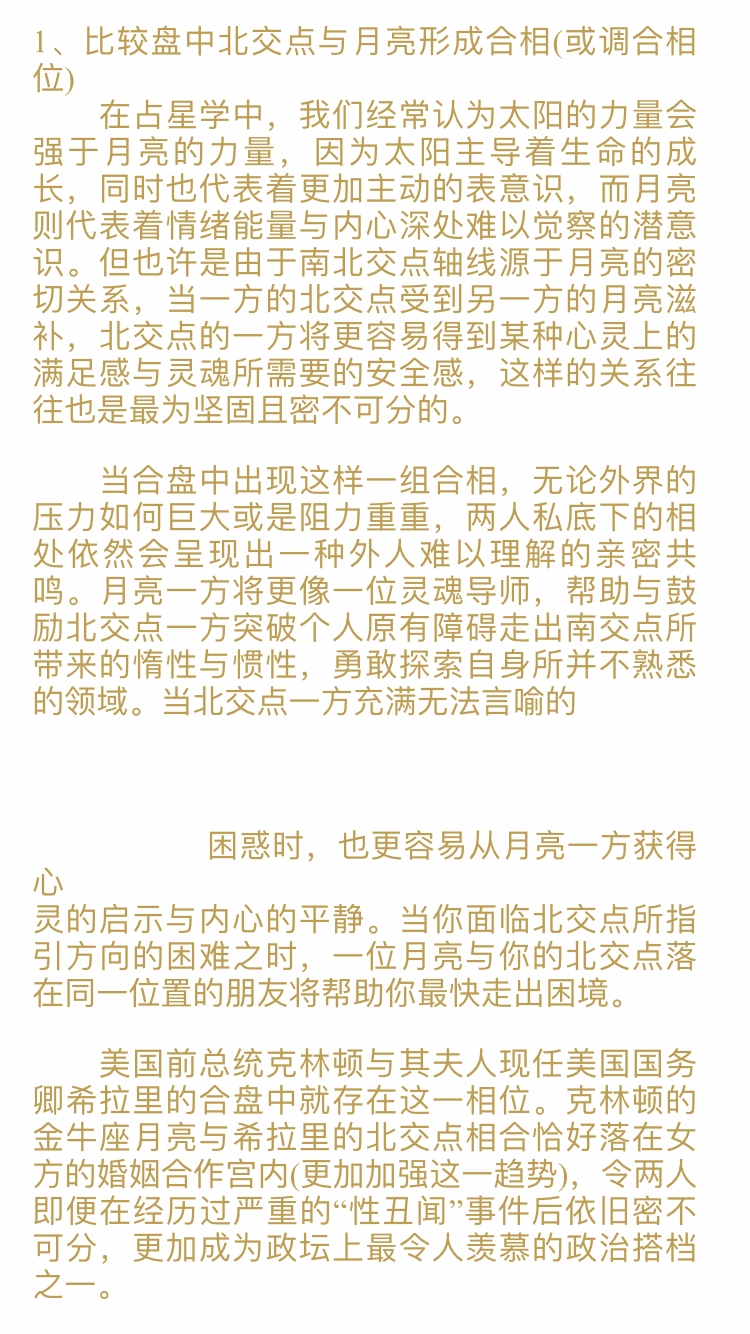 1、比较盘中北交点与月亮形成合相(或调合相
位)
在占星学中，我们经常认为太阳的力量会
强于月亮的力量，因为太阳主导着生命的成
长，同时也代表着更加主动的表意识，而月亮
则代表着情绪能量与内心深处难以觉察的潜意
识。但也许是由于南北交点轴线源于月亮的密
切关系，当一方的北交点受到另一方的月亮滋
补，北交点的一方将更容易得到某种心灵上的
满足感与灵魂所需要的安全感，这样的关系往
往也是最为坚固且密不可分的。
当合盘中出现这样一组合相，无论外界的
压力如何巨大或是阻力重重，两人私底下的相
处依然会呈现出一种外人难以理解的亲密共
鸣。月亮一方将更像一位灵魂导师，帮助与鼓
励北交点一方突破个人原有障碍走出南交点所
带来的惰性与惯性，勇敢探索自身所并不熟悉
的领域。当北交点一方充满无法言喻的
困惑时，也更容易从月亮一方获得
心
灵的启示与内心的平静。当你面临北交点所指
引方向的困难之时，一位月亮与你的北交点落
在同一位置的朋友将帮助你最快走出困境。
美国前总统克林顿与其夫人现任美国国务
卿希拉里的合盘中就存在这一相位。克林顿的
金牛座月亮与希拉里的北交点相合恰好落在女
方的婚姻合作宫内(更加加强这一趋势)，令两人
即便在经历过严重的“性丑闻”事件后依旧密不
可分，更加成为政坛上最令人羡慕的政治搭档
之一。